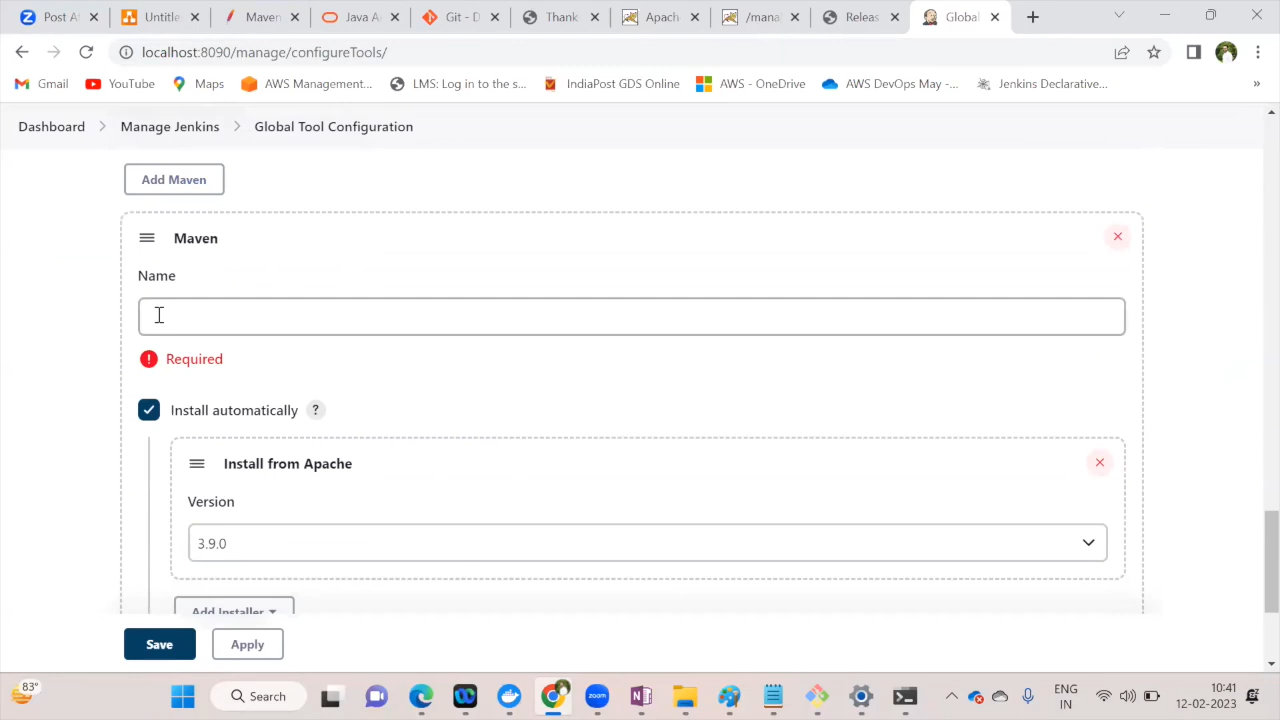 Untitle
Maven
Java A
Git - D
Thank
Apach
/mana
Releas
Global
localhost:8090/manage/configureTools/
Gmail
YouTube
Maps
AWS Management...
LMS: Log in to the s...
IndiaPost GDS Online
AWS - OneDrive
AWS DevOps May -...
Jenkins Declarative...
»
Dashboard
Manage Jenkins
Global Tool Configuration
Add Maven
Maven
Name
Required
Install automatically ?
Install from Apache
Version
3.9.0
Add Installer
Save
Apply
83°
Search
ENG
IN
10:41
12-02-2023